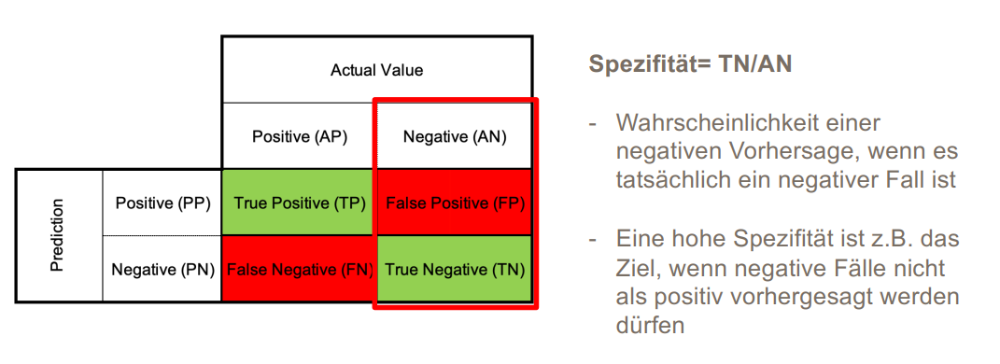 Actual Value
Positive (AP)
Negative (AN)
Prediction
Positive (PP)
True Positive (TP)
False Positive (FP)
Negative (PN)
False Negative (FN)
True Negative (TN)
Spezifität= TN/AN
- Wahrscheinlichkeit einer
negativen Vorhersage, wenn es
tatsächlich ein negativer Fall ist
- Eine hohe Spezifität ist z.B. das
Ziel, wenn negative Fälle nicht
als positiv vorhergesagt werden
dürfen